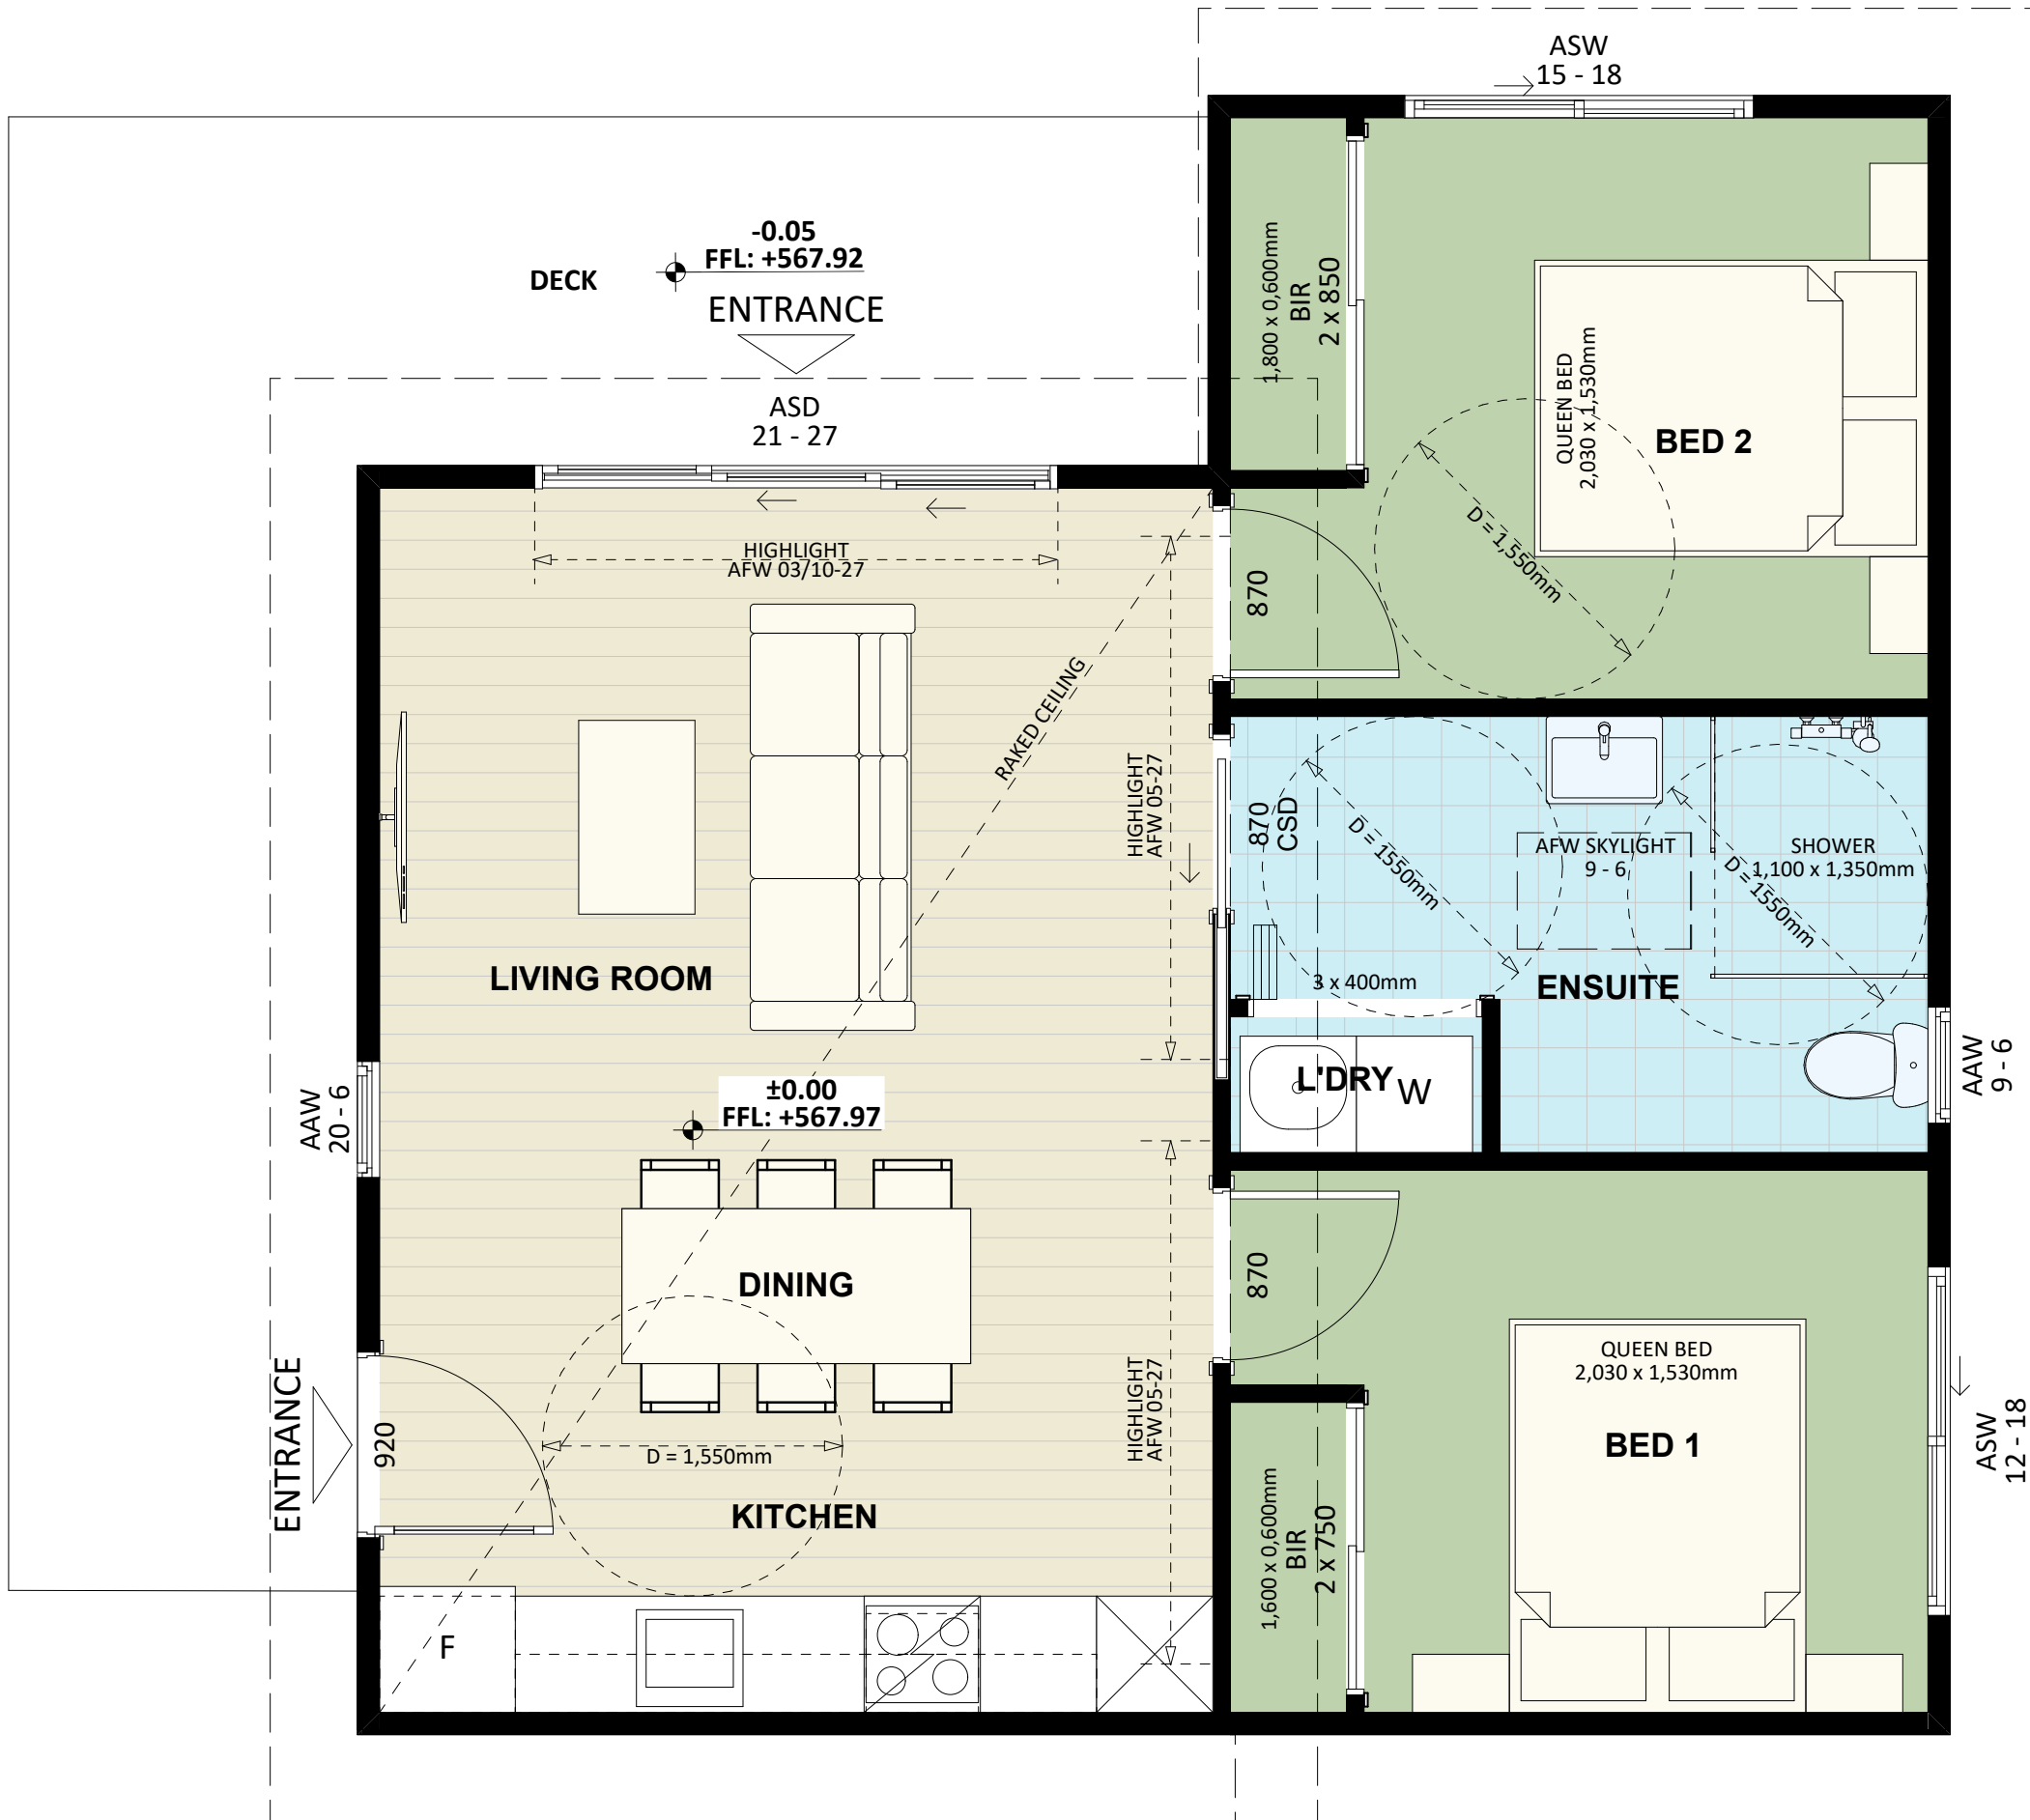 ASW
15 - 18
-0.05
FFL: +567.92
DECK
ENTRANCE
ASD
21 - 27
HIGHLIGHT
AFW 03/10-27
1,800 x 0,600mm
BIR
2 x 850
QUEEN BED
2,030 x 1,530mm
BED 2
D = 1,550mm
870
RAKED CEILING
HIGHLIGHT
AFW 05-27
870
CSD
D = 1550mm
AFW SKYLIGHT
9 - 6
SHOWER
1,100 x 1,350mm
D = 1550mm
LIVING ROOM
3 x 400mm
ENSUITE
L'DRY
W
AAW
9 - 6
AAW
20 - 6
±0.00
FFL: +567.97
DINING
870
HIGHLIGHT
AFW 05-27
QUEEN BED
2,030 x 1,530mm
BED 1
ASW
12 - 18
ENTRANCE
920
D = 1,550mm
KITCHEN
1,600 x 0,600mm
BIR
2 x 750
F